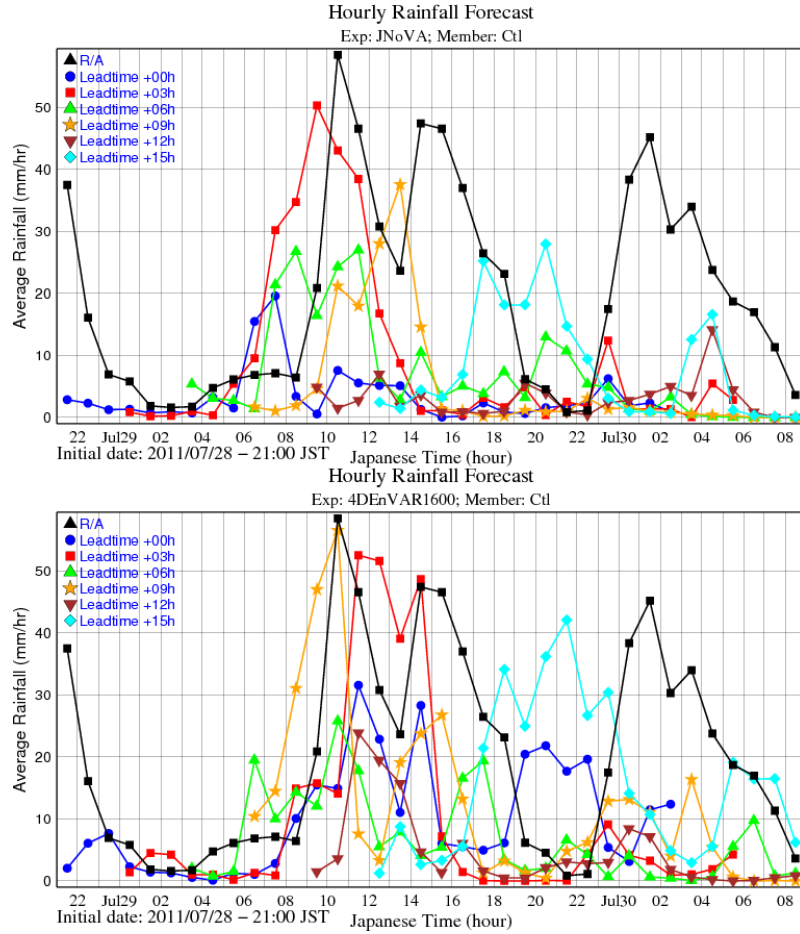 Hourly Rainfall Forecast
Exp: JNoVA; Member: Ctl
R/A
Leadtime +00h
Leadtime +03h
Leadtime +06h
Leadtime +09h
Leadtime +12h
Leadtime +15h
50
40
30
20
10
0
Average Rainfall (mm/hr)
22 Jul29 02 04 06 08 10 12 14 16 18 20 22 Jul30 02 04 06 08
Initial date: 2011/07/28 – 21:00 JST Japanese Time (hour)
Hourly Rainfall Forecast
Exp: 4DEnVAR1600; Member: Ctl
R/A
Leadtime +00h
Leadtime +03h
Leadtime +06h
Leadtime +09h
Leadtime +12h
Leadtime +15h
50
40
30
20
10
0
Average Rainfall (mm/hr)
22 Jul29 02 04 06 08 10 12 14 16 18 20 22 Jul30 02 04 06 08
Initial date: 2011/07/28 – 21:00 JST Japanese Time (hour)